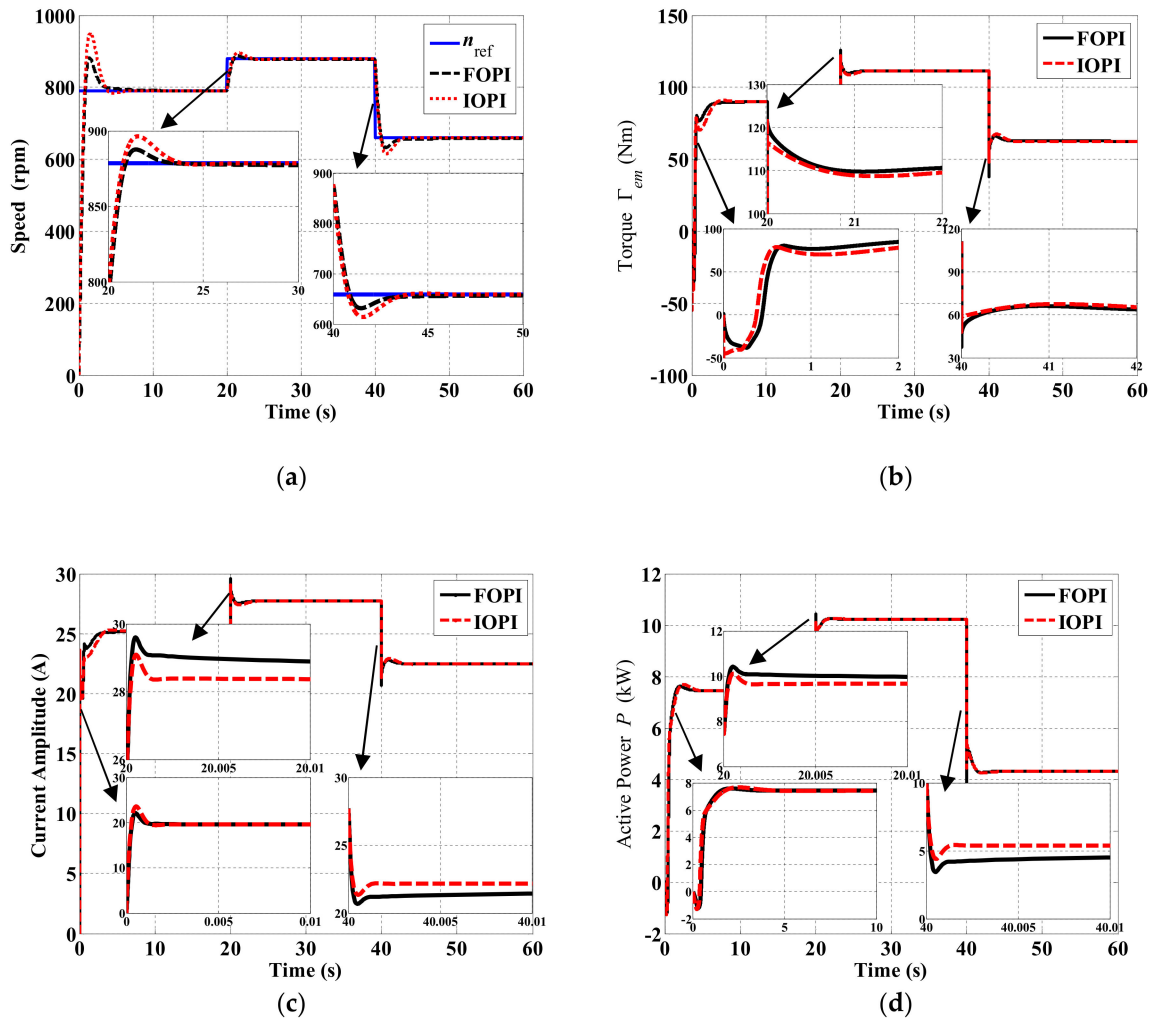 1000
900
800
700
600
400
200
0
Speed (rpm)
0 10 20 30 40 50 60
Time (s)
n ref
FOPI
IOPI
900
850
800
20 25 30
900
800
700
600
40 45 50
(a)
150
100
50
0
-50
-100
Torque Γem (Nm)
0 10 20 30 40 50 60
Time (s)
FOPI
IOPI
130
120
110
100
20 21 22
100
50
0
-50
0 1 2
120
90
60
30
40 41 42
(b)
30
25
22
20
15
10
5
0
Current Amplitude (A)
0 10 20 30 40 50 60
Time (s)
FOPI
IOPI
30
28
26
20 20.005 20.01
30
20
10
0
0 0.005 0.01
30
25
20
40 40.005 40.01
(c)
12
10
8
6
4
2
0
-2
Active Power P (kW)
0 10 20 30 40 50 60
Time (s)
FOPI
IOPI
12
10
8
6
20 20.005 20.01
8
6
4
2
0
-2
0 5 10
10
5
0
40 40.005 40.01
(d)